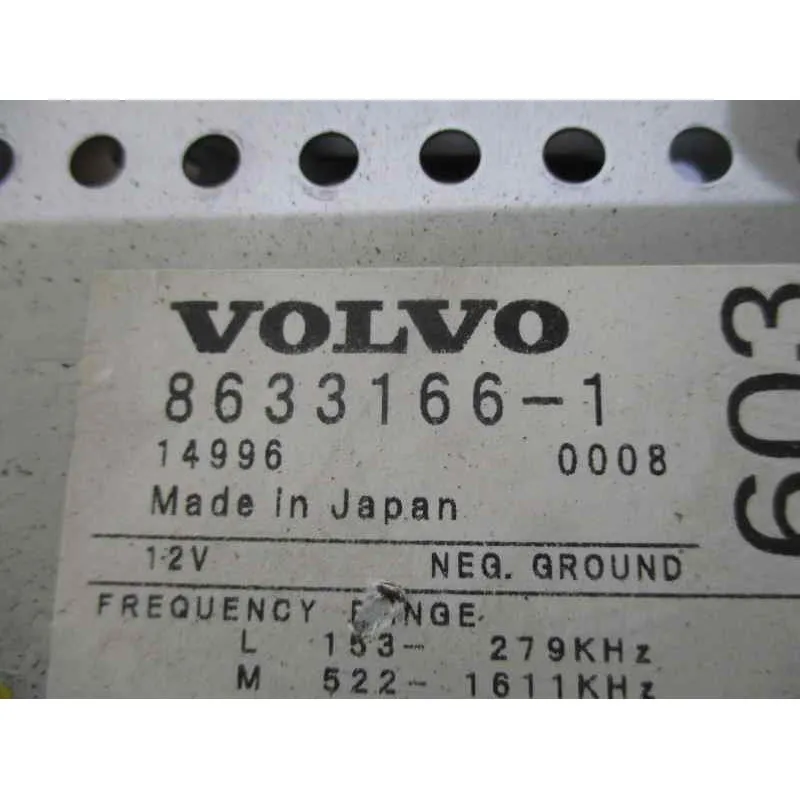 VOLVO
8633166-1
14996 0008
Made in Japan
12V NEG. GROUND
FREQUENCY
L 153- 279KHz
M 522- 1611KHz
603